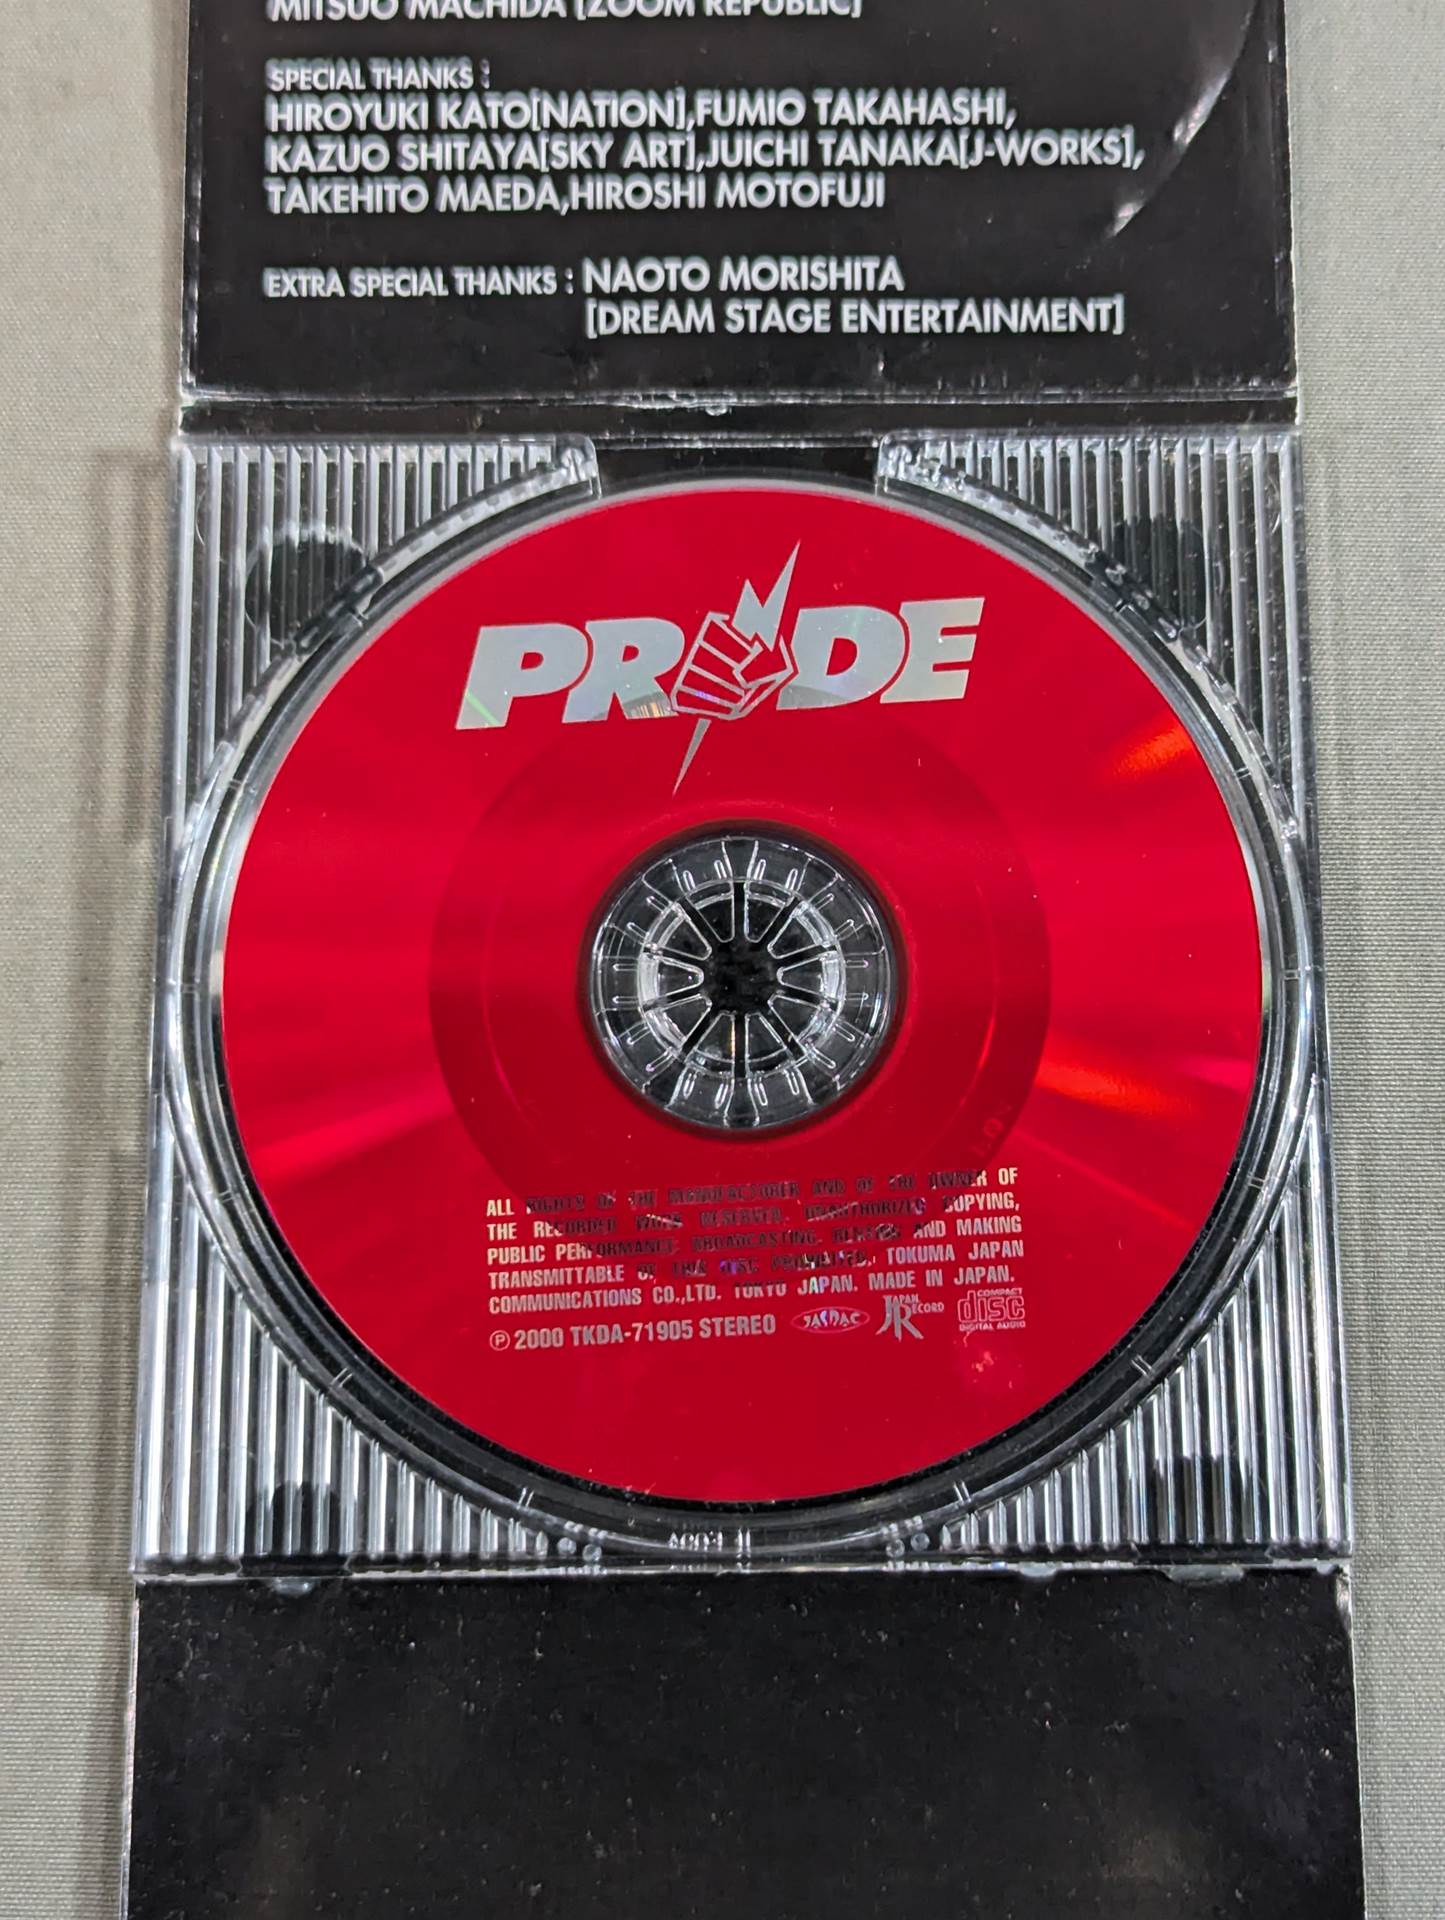 MITSUO MACHIDA [ZOOM REPUBLIC]
SPECIAL THANKS :
HIROYUKI KATO[NATION],FUMIO TAKAHASHI,
KAZUO SHITAYA[SKY ART],JUICHI TANAKA[J-WORKS],
TAKEHITO MAEDA,HIROSHI MOTOFUJI
EXTRA SPECIAL THANKS : NAOTO MORISHITA
[DREAM STAGE ENTERTAINMENT]
PRIDE
ALL RIGHTS OF THE MANUFACTURER AND OF THE OWNER OF
THE RECORDED WORK RESERVED. UNAUTHORIZED COPYING,
PUBLIC PERFORMANCE, BROADCASTING, RENTING AND MAKING
TRANSMITTABLE OF THIS DISC PROHIBITED. TOKUMA JAPAN
COMMUNICATIONS CO.,LTD. TOKYO JAPAN. MADE IN JAPAN.
Ⓟ 2000 TKDA-71905 STEREO JASRAC JAPAN RECORD COMPACT disc DIGITAL AUDIO